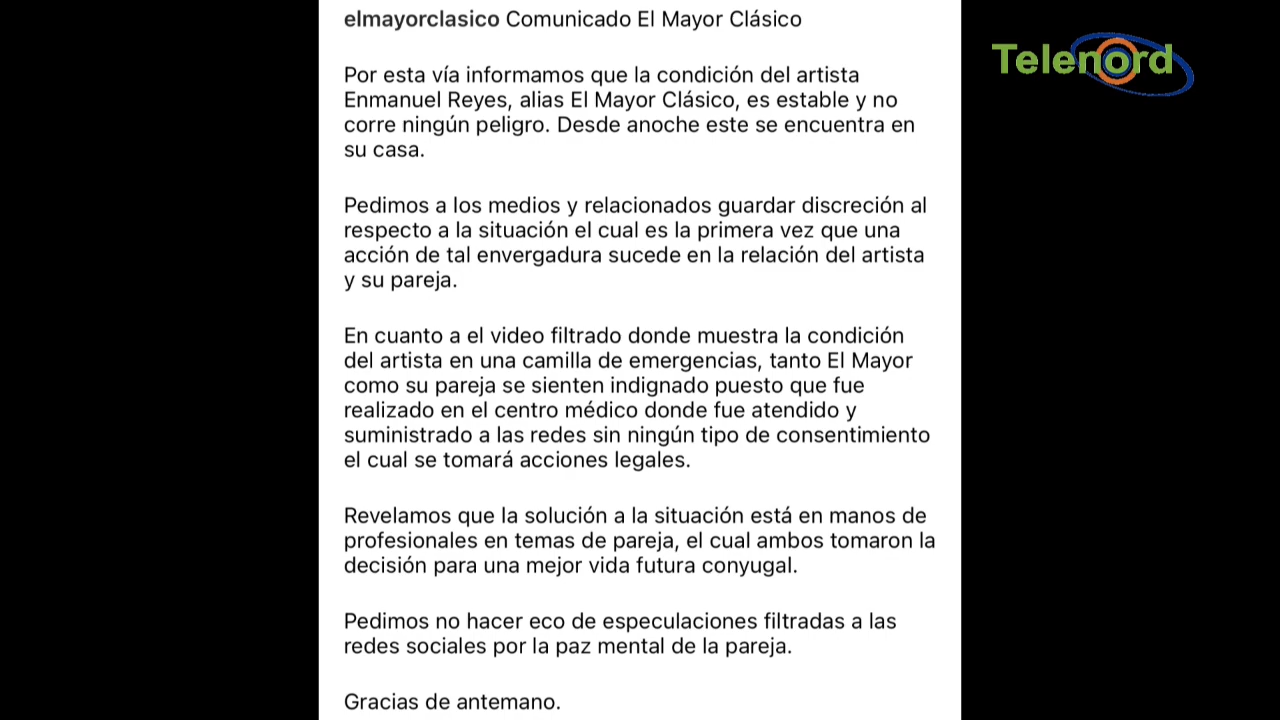 elmayorclasico Comunicado El Mayor Clásico
Telenord
Por esta vía informamos que la condición del artista
Enmanuel Reyes, alias El Mayor Clásico, es estable y no
corre ningún peligro. Desde anoche este se encuentra en
su casa.
Pedimos a los medios y relacionados guardar discreción al
respecto a la situación el cual es la primera vez que una
acción de tal envergadura sucede en la relación del artista
y su pareja.
En cuanto a el video filtrado donde muestra la condición
del artista en una camilla de emergencias, tanto El Mayor
como su pareja se sienten indignado puesto que fue
realizado en el centro médico donde fue atendido y
suministrado a las redes sin ningún tipo de consentimiento
el cual se tomará acciones legales.
Revelamos que la solución a la situación está en manos de
profesionales en temas de pareja, el cual ambos tomaron la
decisión para una mejor vida futura conyugal.
Pedimos no hacer eco de especulaciones filtradas a las
redes sociales por la paz mental de la pareja.
Gracias de antemano.